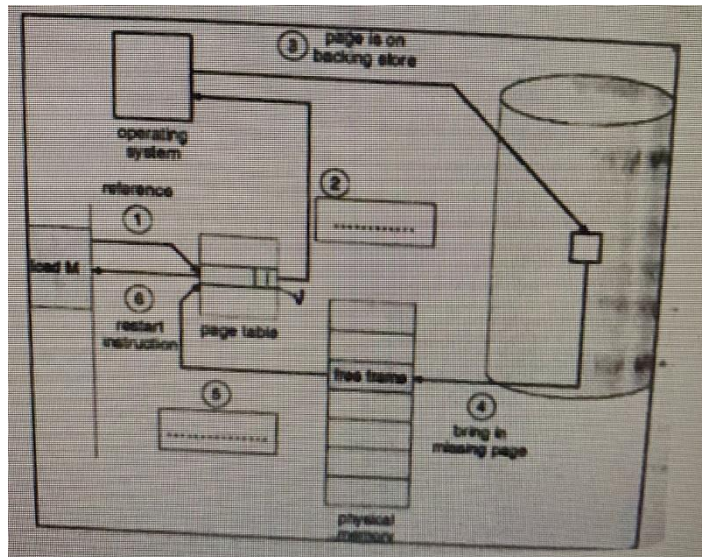 3
page is on
backing store
operating
system
reference
2
..............
1
load M
6
restart
instruction
page table
free frame
5
..................
4
bring in
missing page
physical
memory